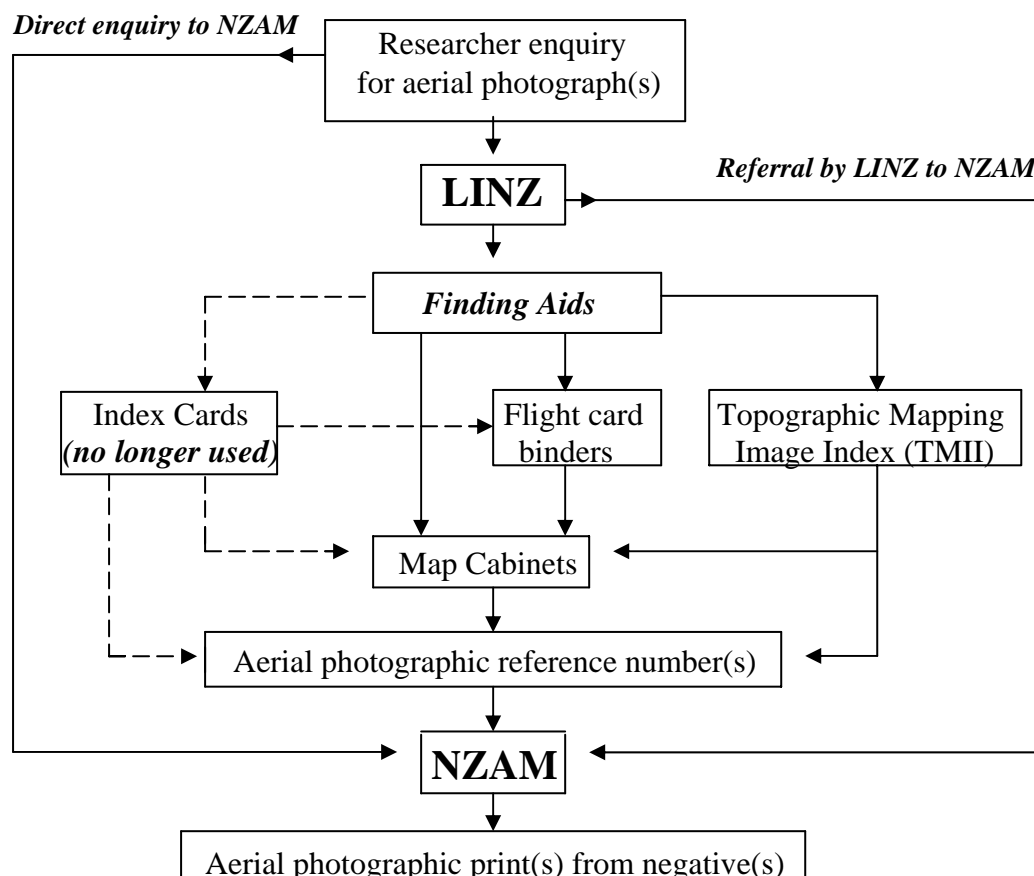 Direct enquiry to NZAM
Researcher enquiry
for aerial photograph(s)
LINZ
Referral by LINZ to NZAM
Finding Aids
Index Cards
(no longer used)
Flight card
binders
Topographic Mapping
Image Index (TMII)
Map Cabinets
Aerial photographic reference number(s)
NZAM
Aerial photographic print(s) from negative(s)